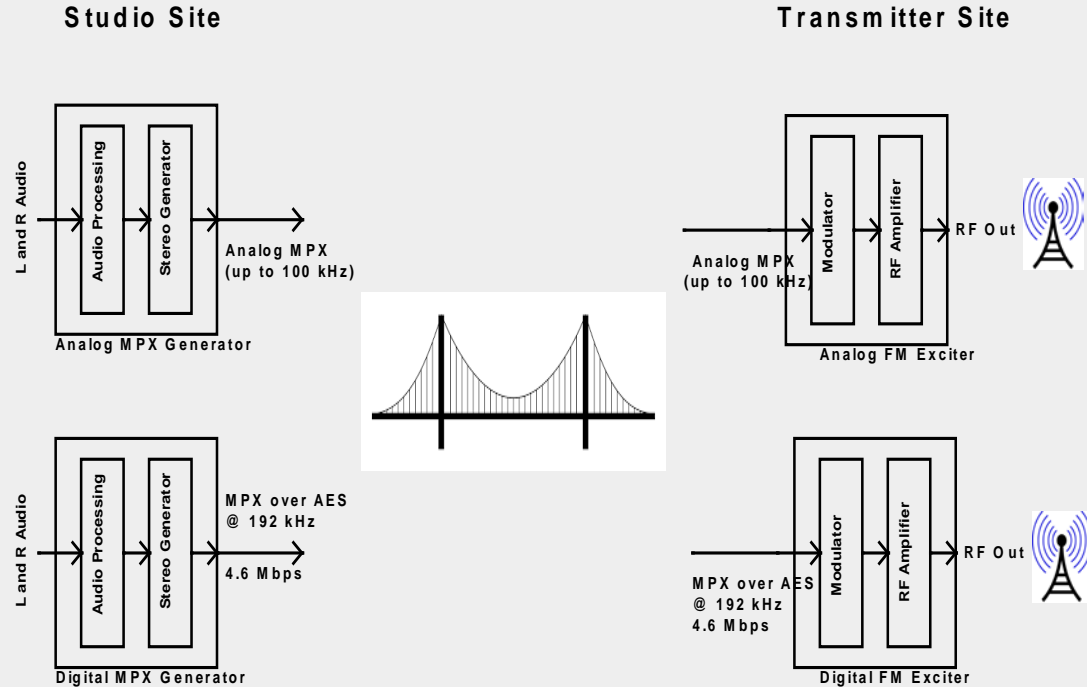 Studio Site
Transmitter Site
L and R Audio
Audio Processing
Stereo Generator
Analog MPX
(up to 100 kHz)
Analog MPX Generator
Analog MPX
(up to 100 kHz)
Modulator
RF Amplifier
RF Out
Analog FM Exciter
L and R Audio
Audio Processing
Stereo Generator
MPX over AES
@ 192 kHz
4.6 Mbps
Digital MPX Generator
MPX over AES
@ 192 kHz
4.6 Mbps
Modulator
RF Amplifier
RF Out
Digital FM Exciter